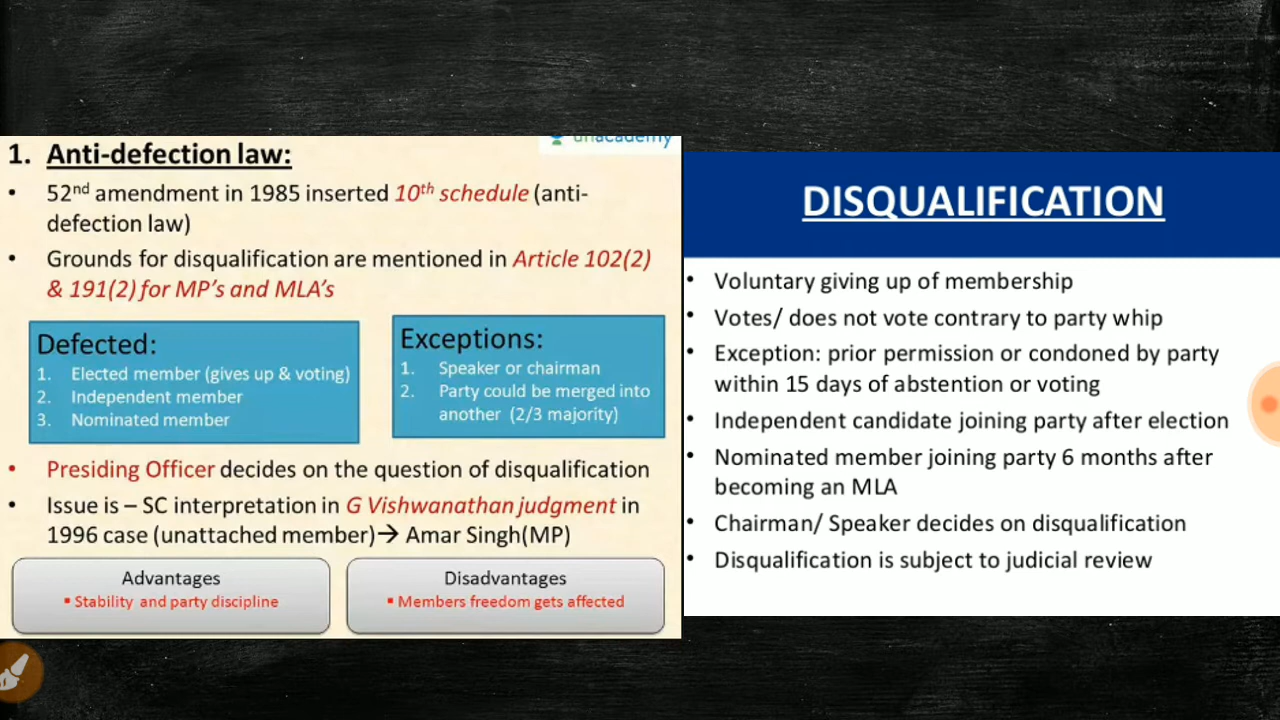 unacademy
1. Anti-defection law:
• 52nd amendment in 1985 inserted 10th schedule (anti-
defection law)
• Grounds for disqualification are mentioned in Article 102(2)
& 191(2) for MP's and MLA's
Defected:
1. Elected member (gives up & voting)
2. Independent member
3. Nominated member
Exceptions:
1. Speaker or chairman
2. Party could be merged into
another (2/3 majority)
• Presiding Officer decides on the question of disqualification
• Issue is – SC interpretation in G Vishwanathan judgment in
1996 case (unattached member)→ Amar Singh(MP)
Advantages
▪ Stability and party discipline
Disadvantages
▪ Members freedom gets affected
DISQUALIFICATION
• Voluntary giving up of membership
• Votes/ does not vote contrary to party whip
• Exception: prior permission or condoned by party
within 15 days of abstention or voting
• Independent candidate joining party after election
• Nominated member joining party 6 months after
becoming an MLA
• Chairman/ Speaker decides on disqualification
• Disqualification is subject to judicial review